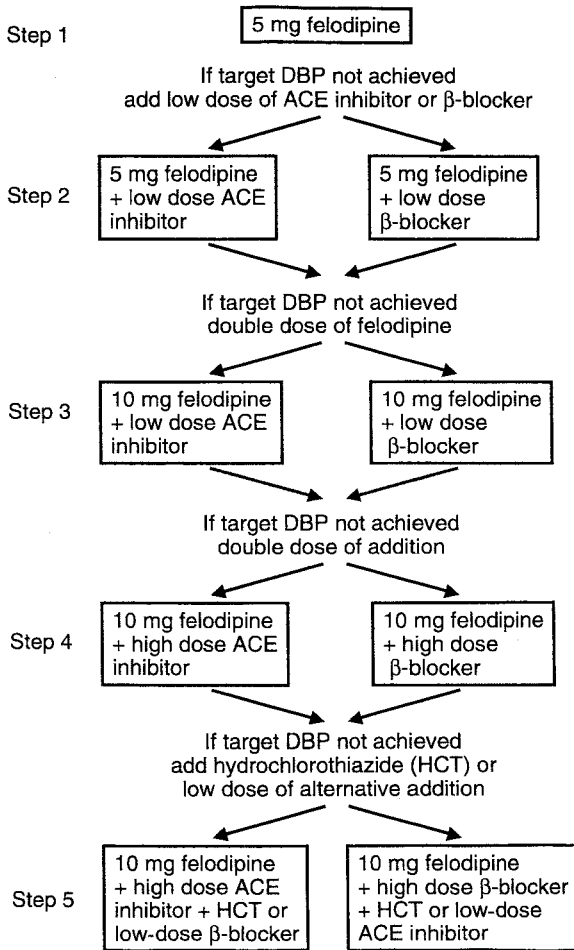 Step 1
5 mg felodipine
If target DBP not achieved
add low dose of ACE inhibitor or β-blocker
Step 2
5 mg felodipine
+ low dose ACE
inhibitor
5 mg felodipine
+ low dose
β-blocker
If target DBP not achieved
double dose of felodipine
Step 3
10 mg felodipine
+ low dose ACE
inhibitor
10 mg felodipine
+ low dose
β-blocker
If target DBP not achieved
double dose of addition
Step 4
10 mg felodipine
+ high dose ACE
inhibitor
10 mg felodipine
+ high dose
β-blocker
If target DBP not achieved
add hydrochlorothiazide (HCT) or
low dose of alternative addition
Step 5
10 mg felodipine
+ high dose ACE
inhibitor + HCT or
low-dose β-blocker
10 mg felodipine
+ high dose β-blocker
+ HCT or low-dose
ACE inhibitor